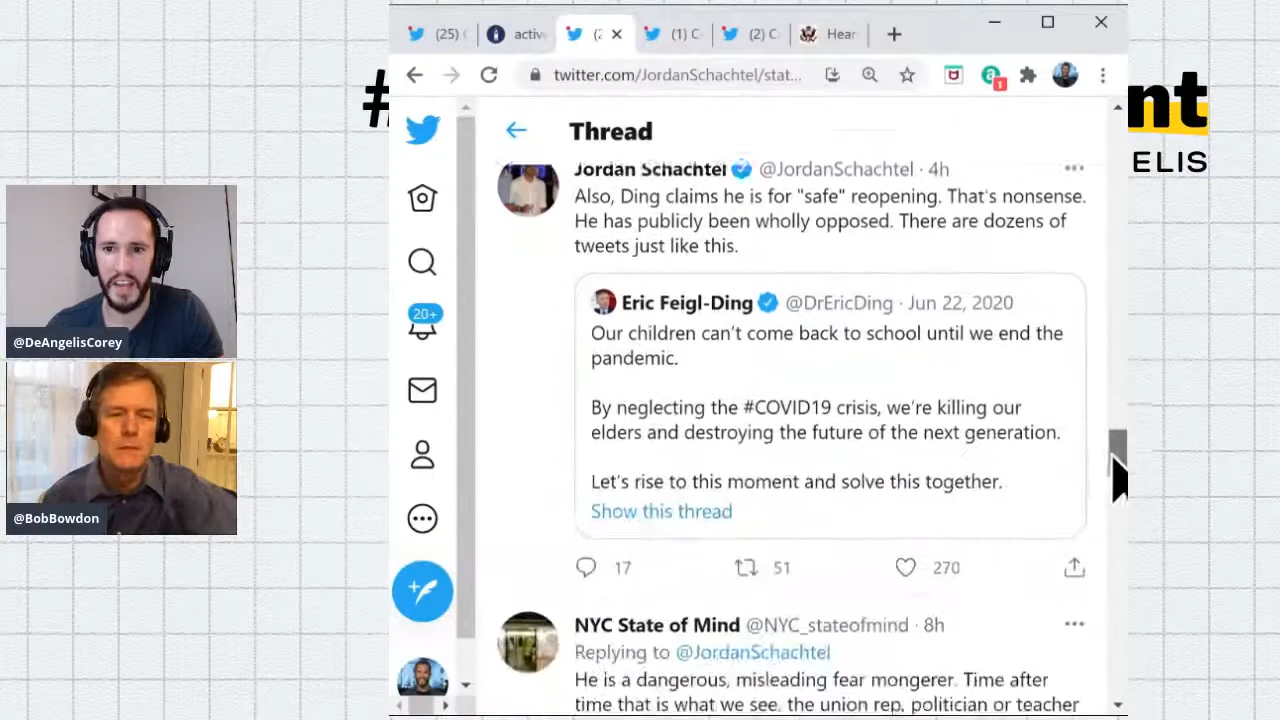 (25)
activ
(2
(1) C
(2) C
Hear
twitter.com/JordanSchachtel/stat...
1
#
nt
ELIS
Thread
Jordan Schachtel @JordanSchachtel · 4h
Also, Ding claims he is for "safe" reopening. That's nonsense.
He has publicly been wholly opposed. There are dozens of
tweets just like this.
Eric Feigl-Ding @DrEricDing · Jun 22, 2020
Our children can't come back to school until we end the
pandemic.
By neglecting the #COVID19 crisis, we're killing our
elders and destroying the future of the next generation.
Let's rise to this moment and solve this together.
Show this thread
17 51 270
NYC State of Mind @NYC_stateofmind · 8h
Replying to @JordanSchachtel
He is a dangerous, misleading fear mongerer. Time after
time that is what we see, the union rep, politician or teacher
20+
@DeAngelisCorey
@BobBowdon